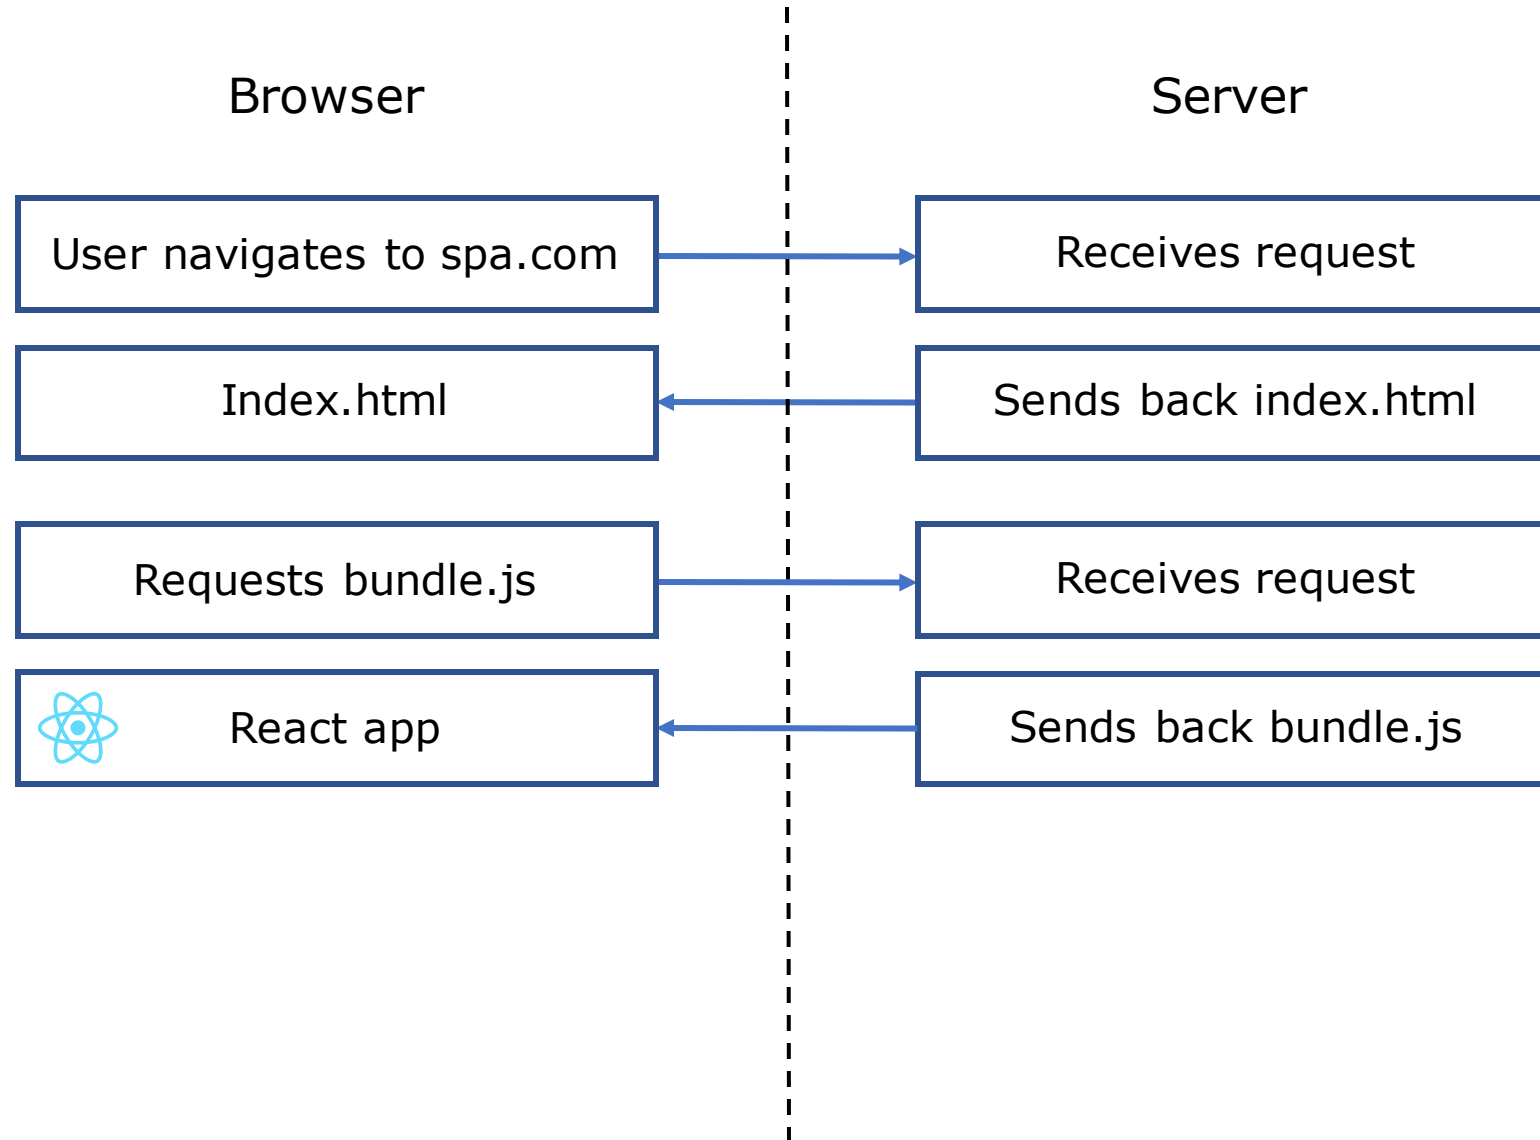 Browser
Server
User navigates to spa.com
Receives request
Index.html
Sends back index.html
Requests bundle.js
Receives request
React app
Sends back bundle.js